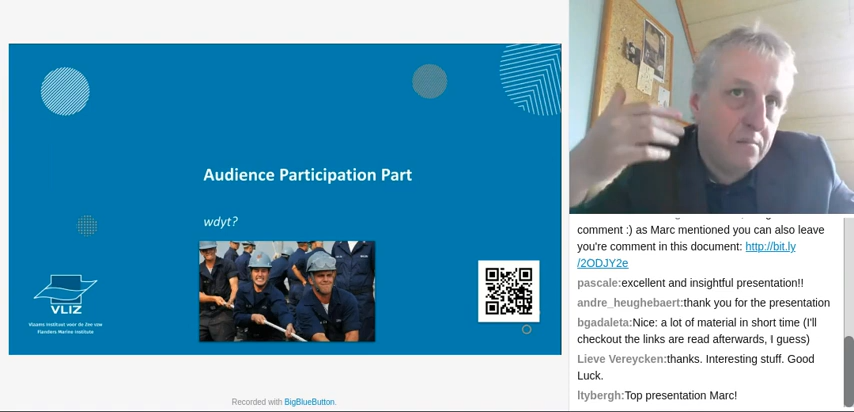 Audience Participation Part
wdyt?
VLIZ
Vlaams Instituut voor de Zee vzw
Flanders Marine Institute
Recorded with BigBlueButton.
comment :) as Marc mentioned you can also leave
you're comment in this document: http://bit.ly
/2ODJY2e
pascale:excellent and insightful presentation!!
andre_heughebaert:thank you for the presentation
bgadaleta:Nice: a lot of material in short time (I'll
checkout the links are read afterwards, I guess)
Lieve Vereycken:thanks. Interesting stuff. Good
Luck.
ltybergh:Top presentation Marc!